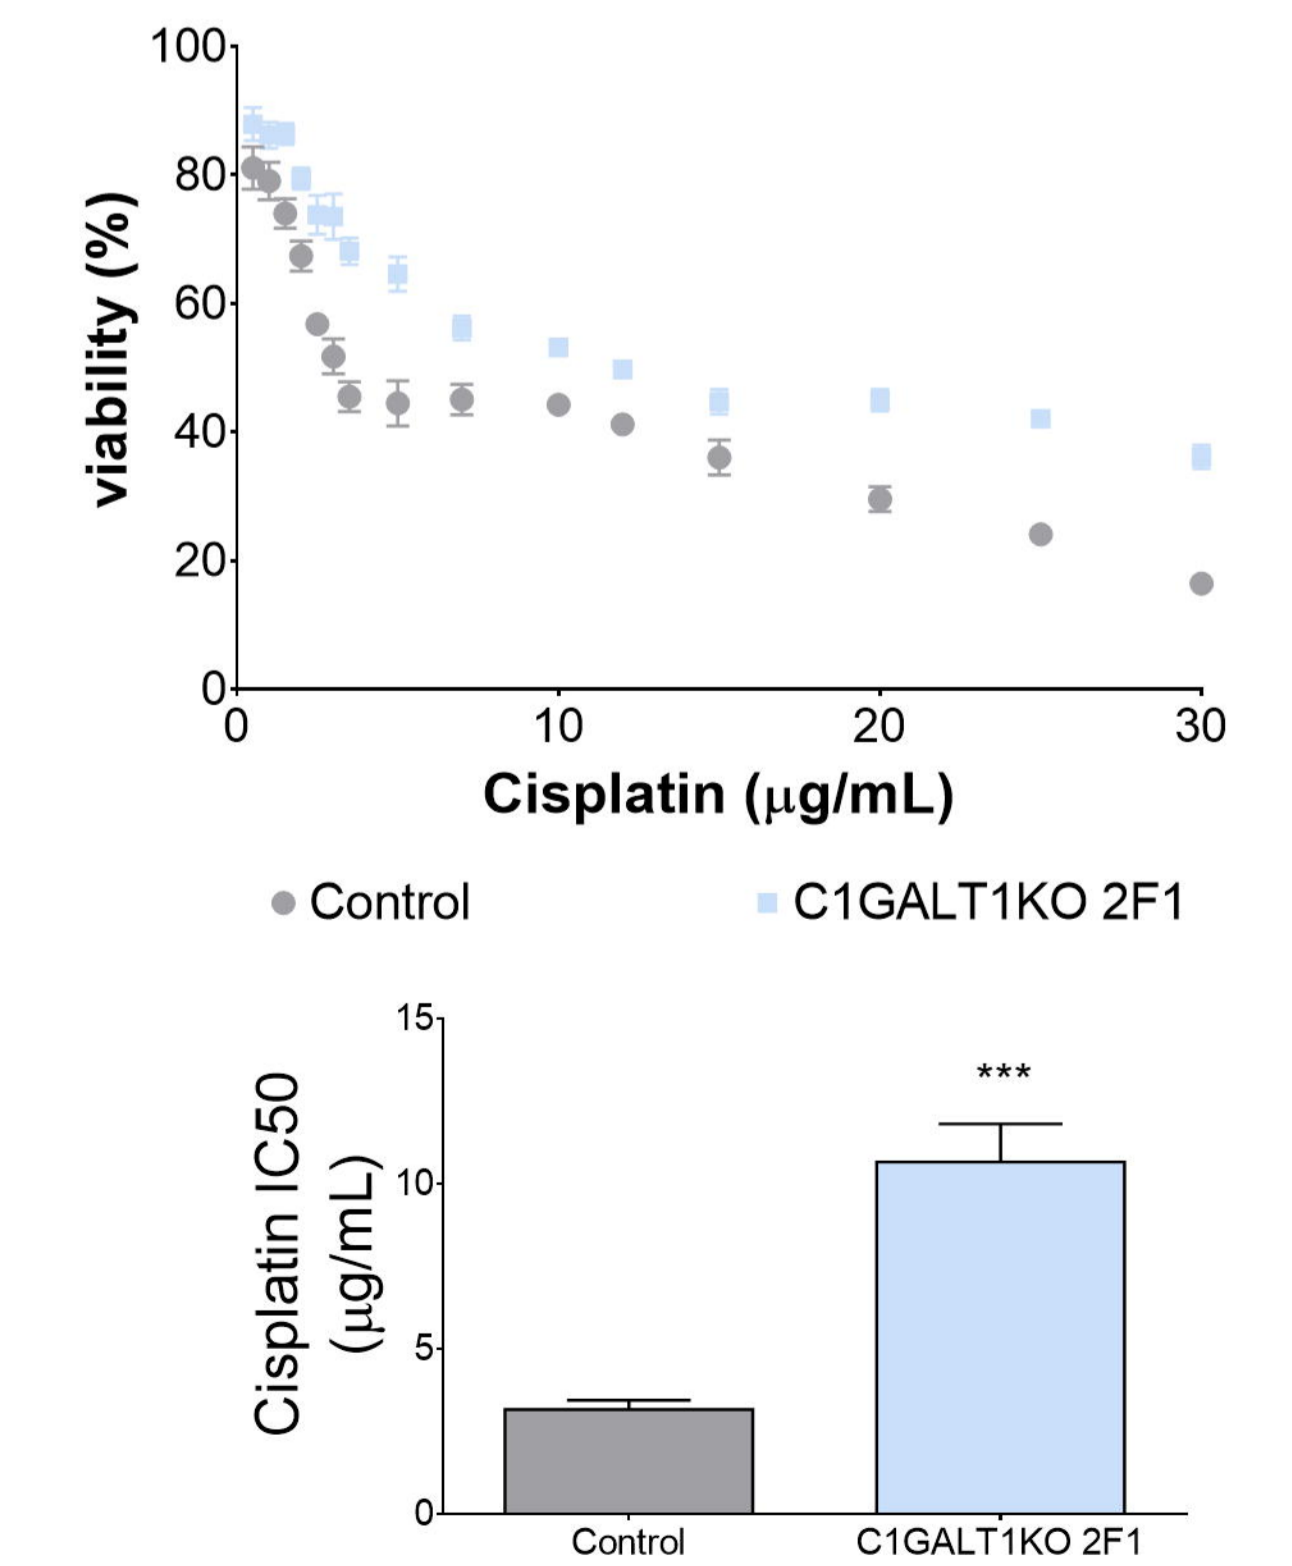 100
80
60
40
20
0
viability (%)
0 10 20 30
Cisplatin (μg/mL)
Control C1GALT1KO 2F1
15
10
5
0
Cisplatin IC50
(μg/mL)
***
Control C1GALT1KO 2F1